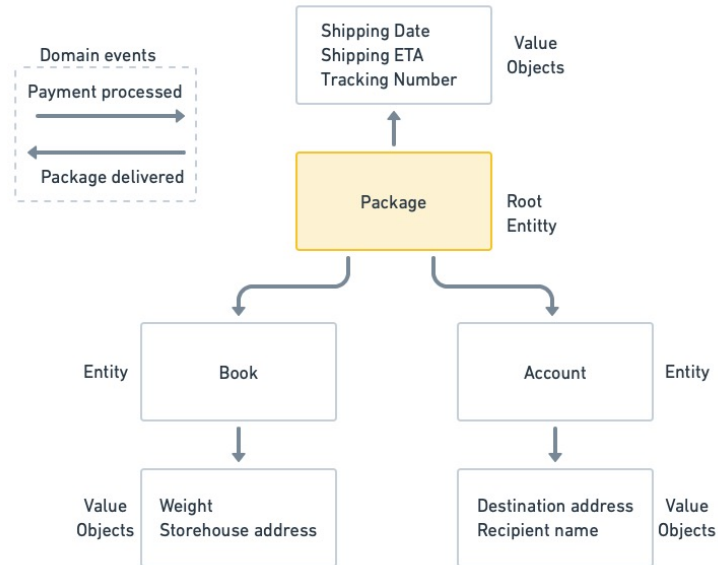 Domain events
Payment processed
Package delivered
Shipping Date
Shipping ETA
Tracking Number
Value
Objects
Package
Root
Entitty
Entity
Book
Account
Entity
Value
Objects
Weight
Storehouse address
Destination address
Recipient name
Value
Objects